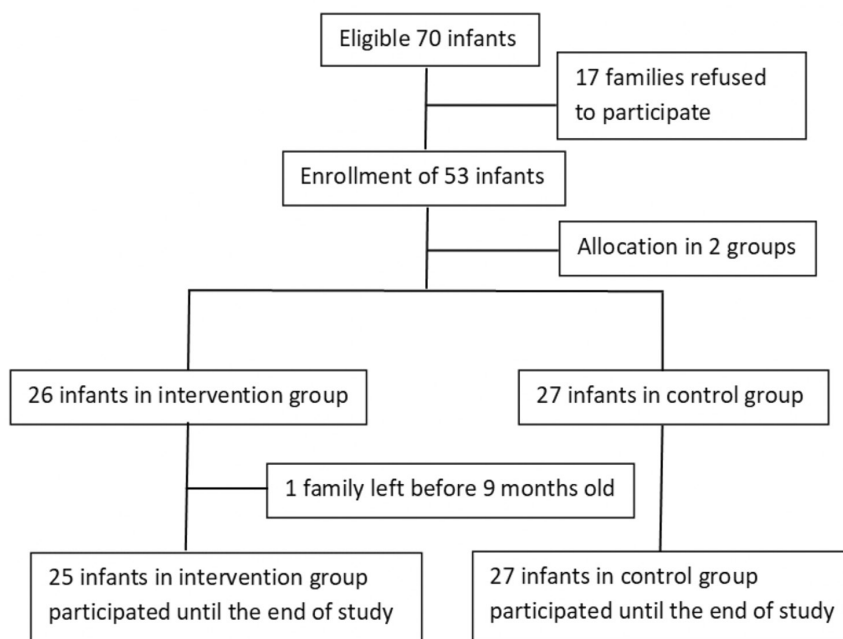 Eligible 70 infants
17 families refused
to participate
Enrollment of 53 infants
Allocation in 2 groups
26 infants in intervention group
27 infants in control group
1 family left before 9 months old
25 infants in intervention group
participated until the end of study
27 infants in control group
participated until the end of study